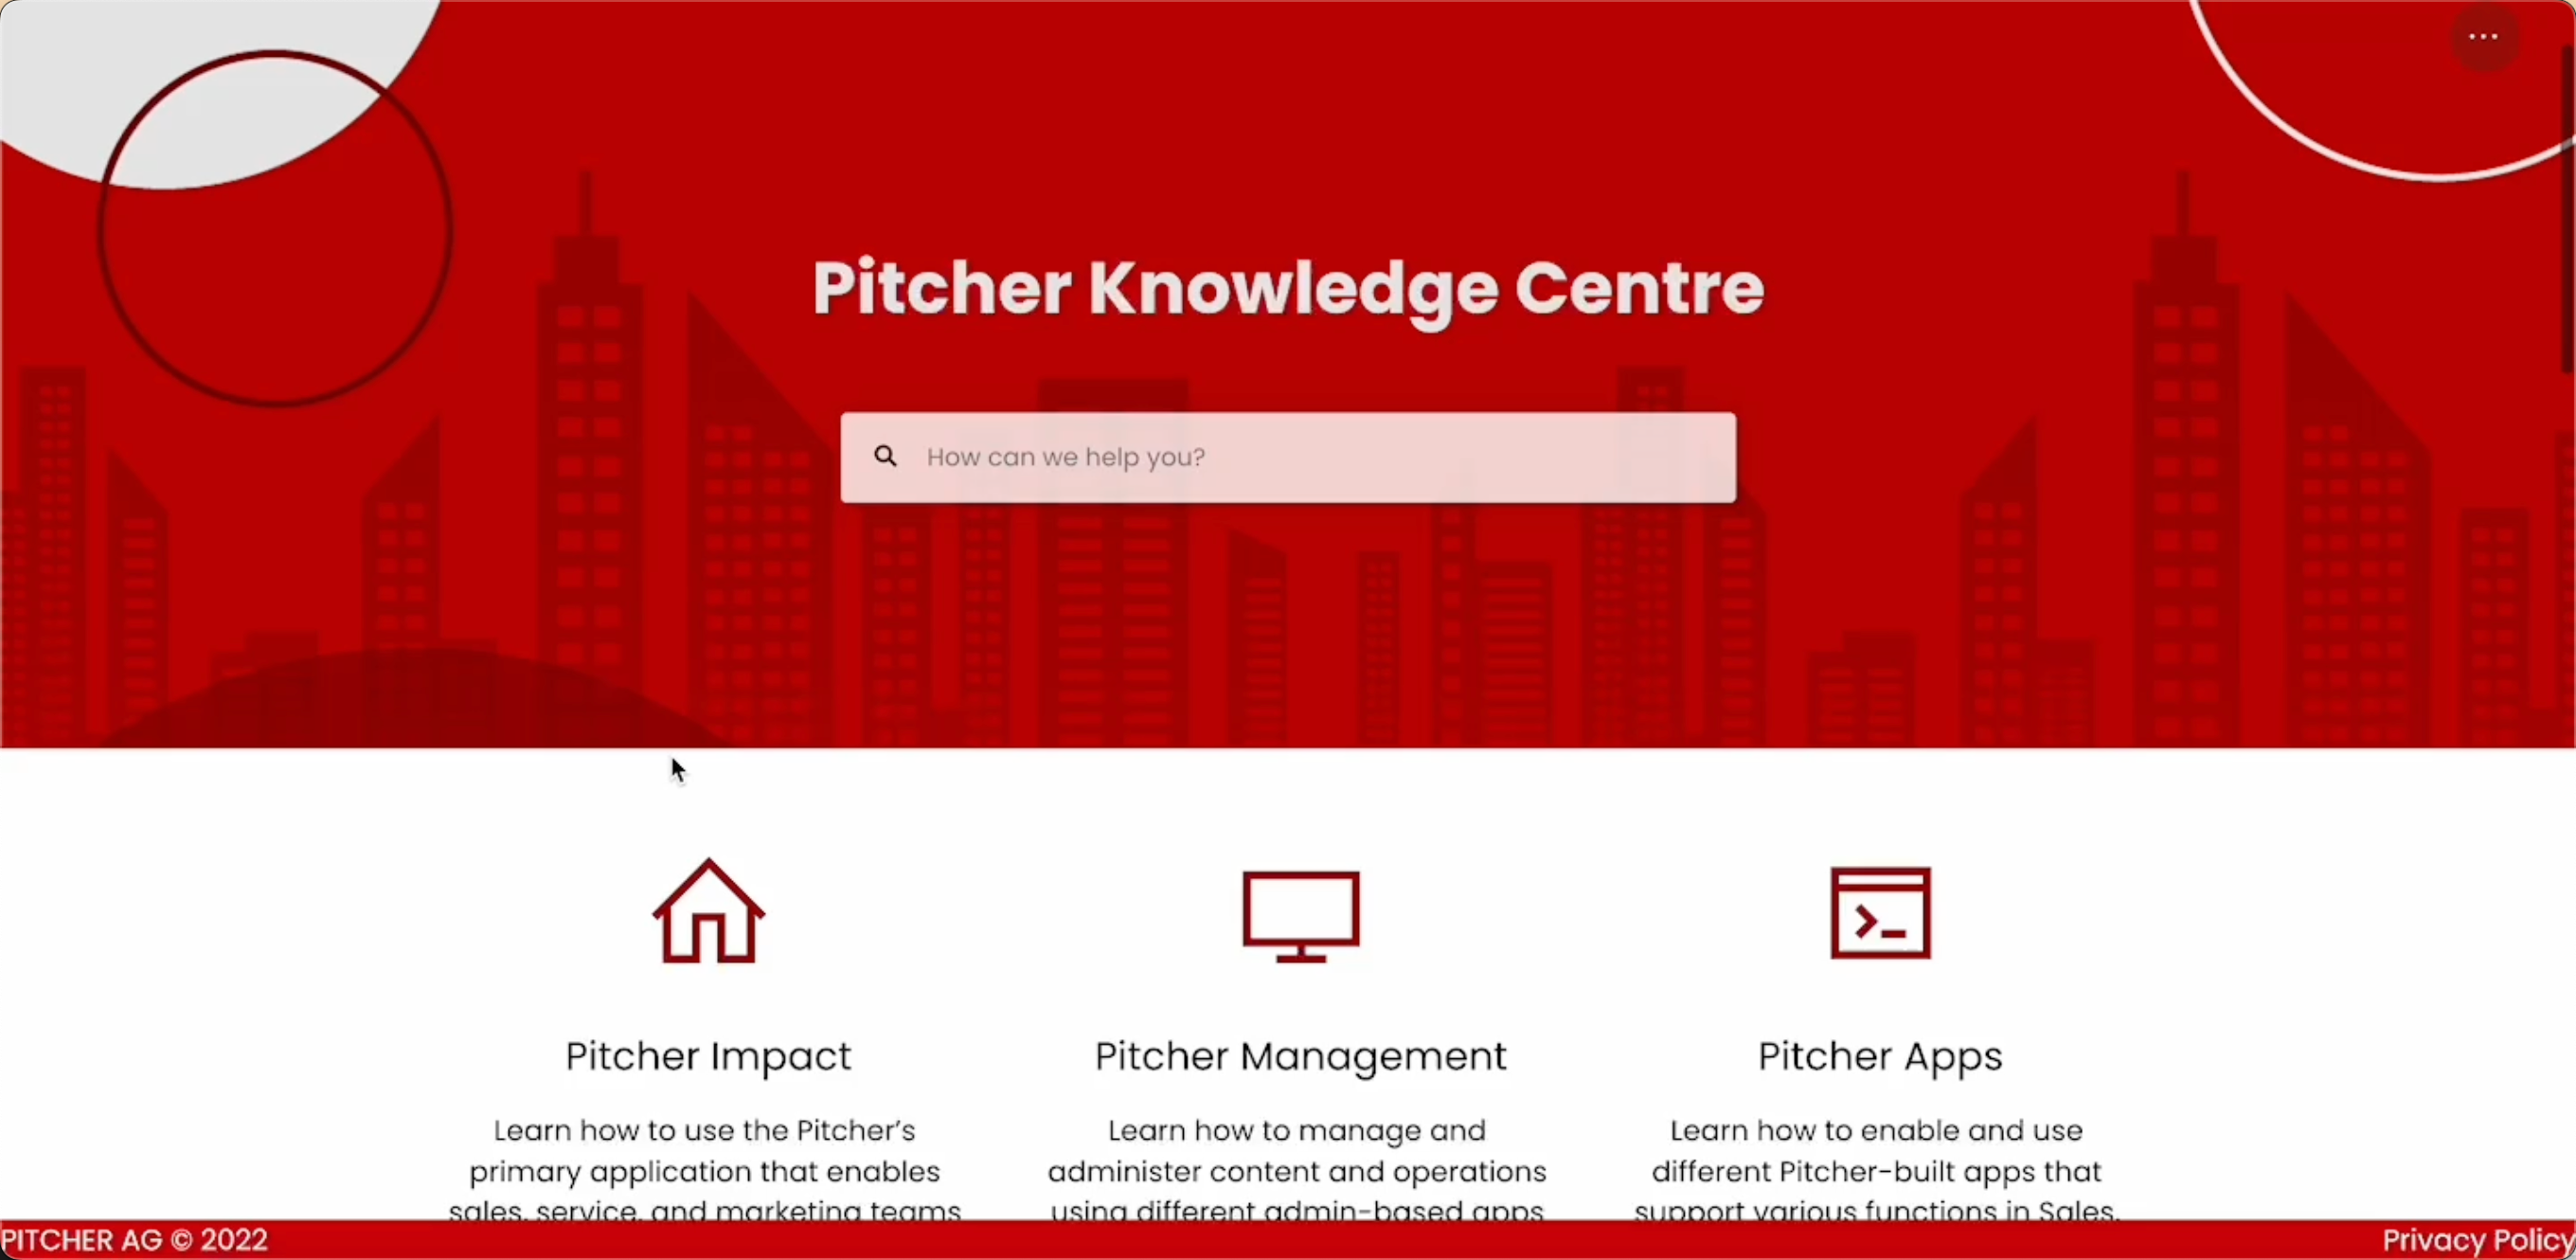 Pitcher Knowledge Centre
How can we help you?
Pitcher Impact
Learn how to use the Pitcher’s
primary application that enables
sales, service, and marketing teams
Pitcher Management
Learn how to manage and
administer content and operations
using different admin-based apps
Pitcher Apps
Learn how to enable and use
different Pitcher-built apps that
support various functions in Sales,
PITCHER AG © 2022
Privacy Policy